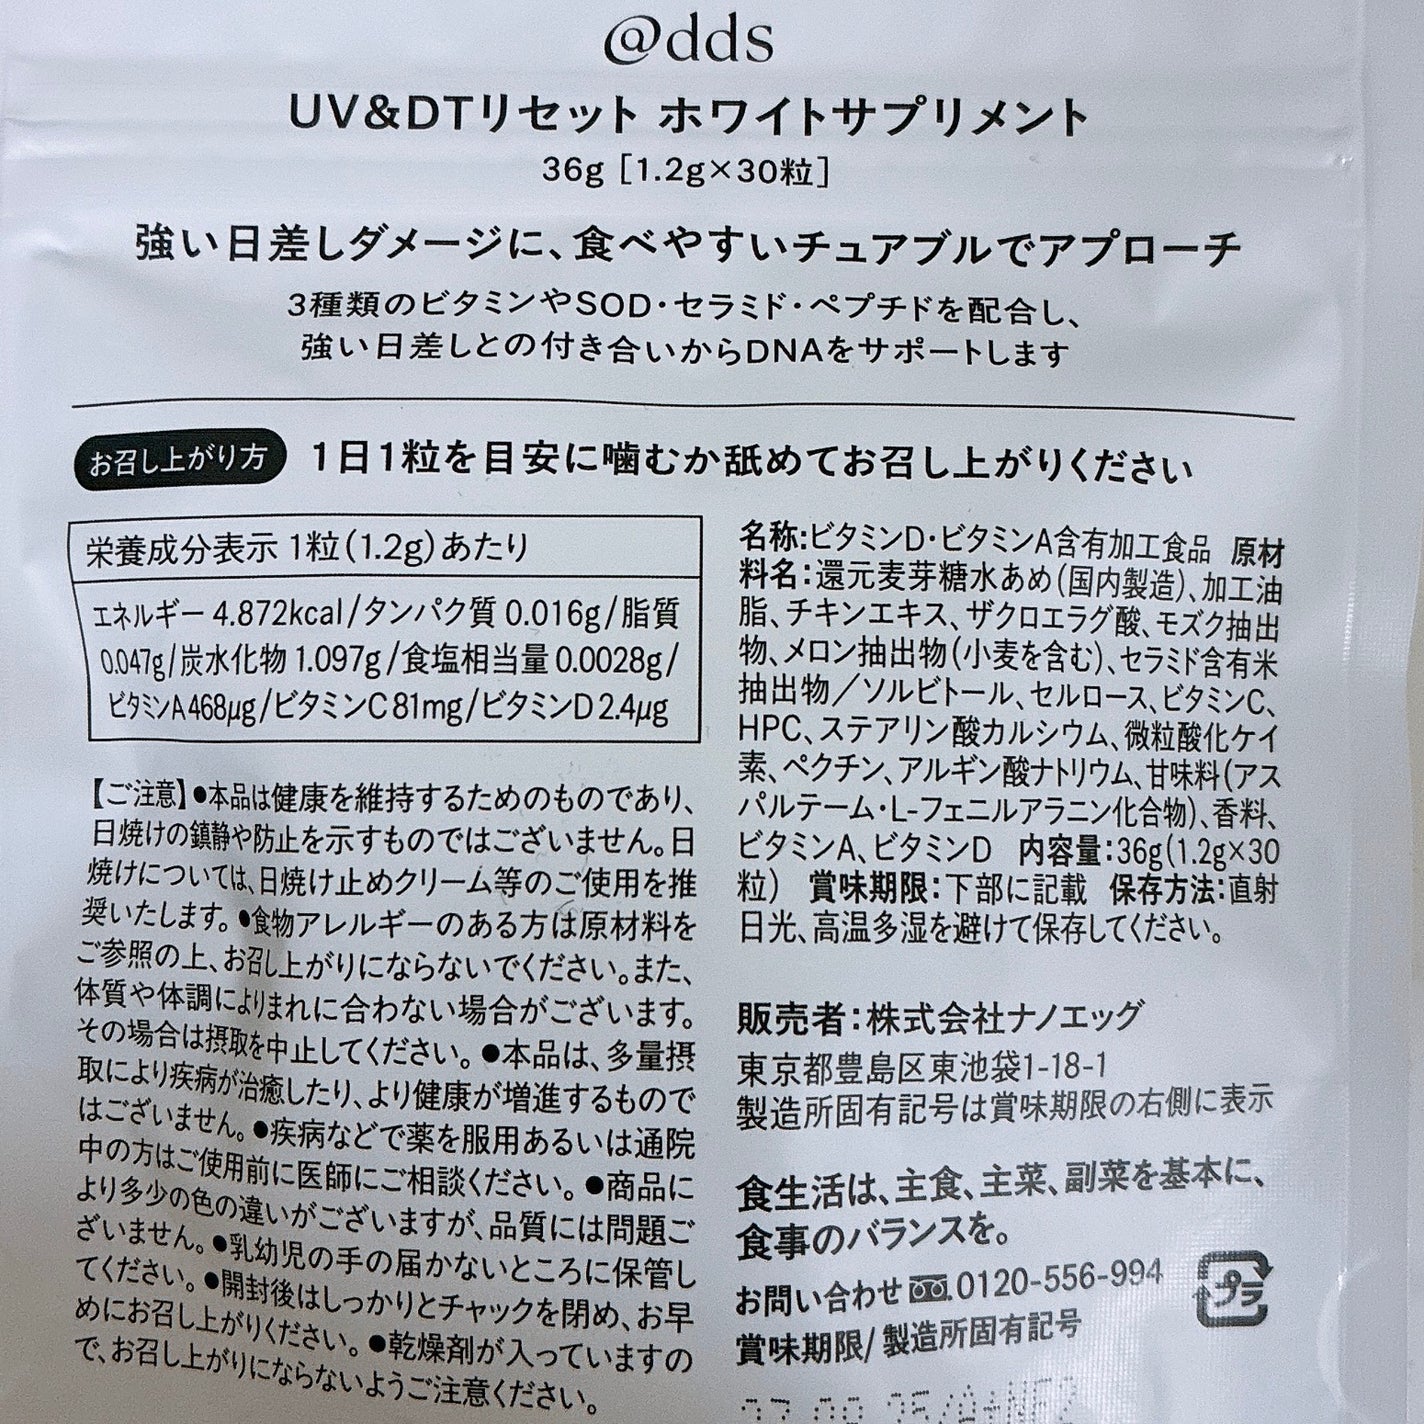 @dds
UV&DTリセット ホワイトサプリメント
36g［1.2g×30粒］
強い日差しダメージに、食べやすいチュアブルでアプローチ
3種類のビタミンやSOD・セラミド・ペプチドを配合し、
強い日差しとの付き合いからDNAをサポートします
お召し上がり方 1日1粒を目安に噛むか舐めてお召し上がりください
栄養成分表示 1粒(1.2g)あたり
エネルギー 4.872kcal/タンパク質 0.016g/脂質
0.047g/炭水化物 1.097g/食塩相当量 0.0028g/
ビタミンA 468μg/ビタミンC 81mg/ビタミンD 2.4μg
【ご注意】●本品は健康を維持するためのものであり、
日焼けの鎮静や防止を示すものではございません。日
焼けについては、日焼け止めクリーム等のご使用を推
奨いたします。●食物アレルギーのある方は原材料を
ご参照の上、お召し上がりにならないでください。また、
体質や体調によりまれに合わない場合がございます。
その場合は摂取を中止してください。●本品は、多量摂
取により疾病が治癒したり、より健康が増進するもので
はございません。●疾病などで薬を服用あるいは通院
中の方はご使用前に医師にご相談ください。●商品に
より多少の色の違いがございますが、品質には問題ご
ざいません。●乳幼児の手の届かないところに保管し
てください。●開封後はしっかりとチャックを閉め、お早
めにお召し上がりください。●乾燥剤が入っていますの
で、お召し上がりにならないようご注意ください。
名称:ビタミンD・ビタミンA含有加工食品 原材
料名:還元麦芽糖水あめ(国内製造)、加工油
脂、チキンエキス、ザクロエラグ酸、モズク抽出
物、メロン抽出物(小麦を含む)、セラミド含有米
抽出物／ソルビトール、セルロース、ビタミンC、
HPC、ステアリン酸カルシウム、微粒酸化ケイ
素、ペクチン、アルギン酸ナトリウム、甘味料(アス
パルテーム・L-フェニルアラニン化合物)、香料、
ビタミンA、ビタミンD 内容量:36g(1.2g×30
粒) 賞味期限:下部に記載 保存方法:直射
日光、高温多湿を避けて保存してください。
販売者:株式会社ナノエッグ
東京都豊島区東池袋1-18-1
製造所固有記号は賞味期限の右側に表示
食生活は、主食、主菜、副菜を基本に、
食事のバランスを。
お問い合わせ 0120-556-994
プラ
賞味期限/製造所固有記号